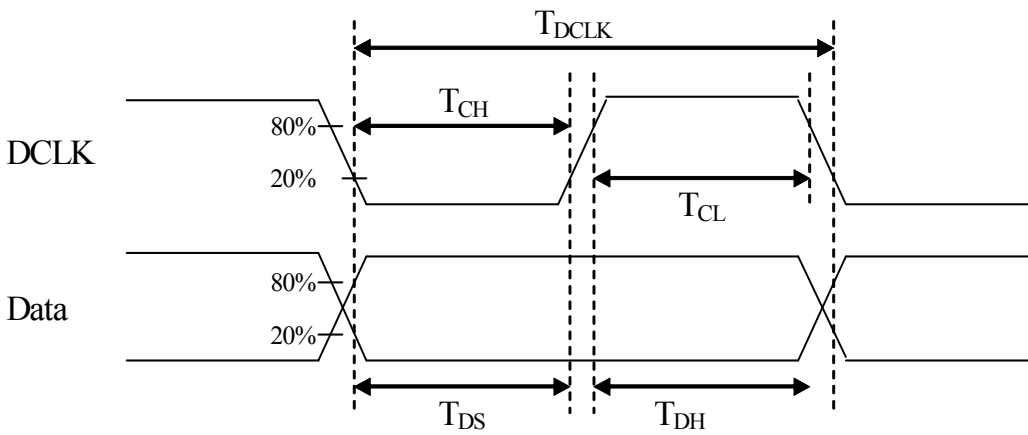 T_DCLK
T_CH
80%
DCLK
20%
T_CL
80%
Data
20%
T_DS
T_DH